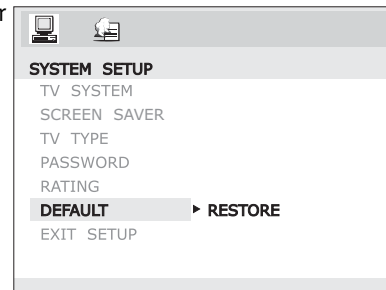 r
SYSTEM SETUP
TV SYSTEM
SCREEN SAVER
TV TYPE
PASSWORD
RATING
DEFAULT RESTORE
EXIT SETUP